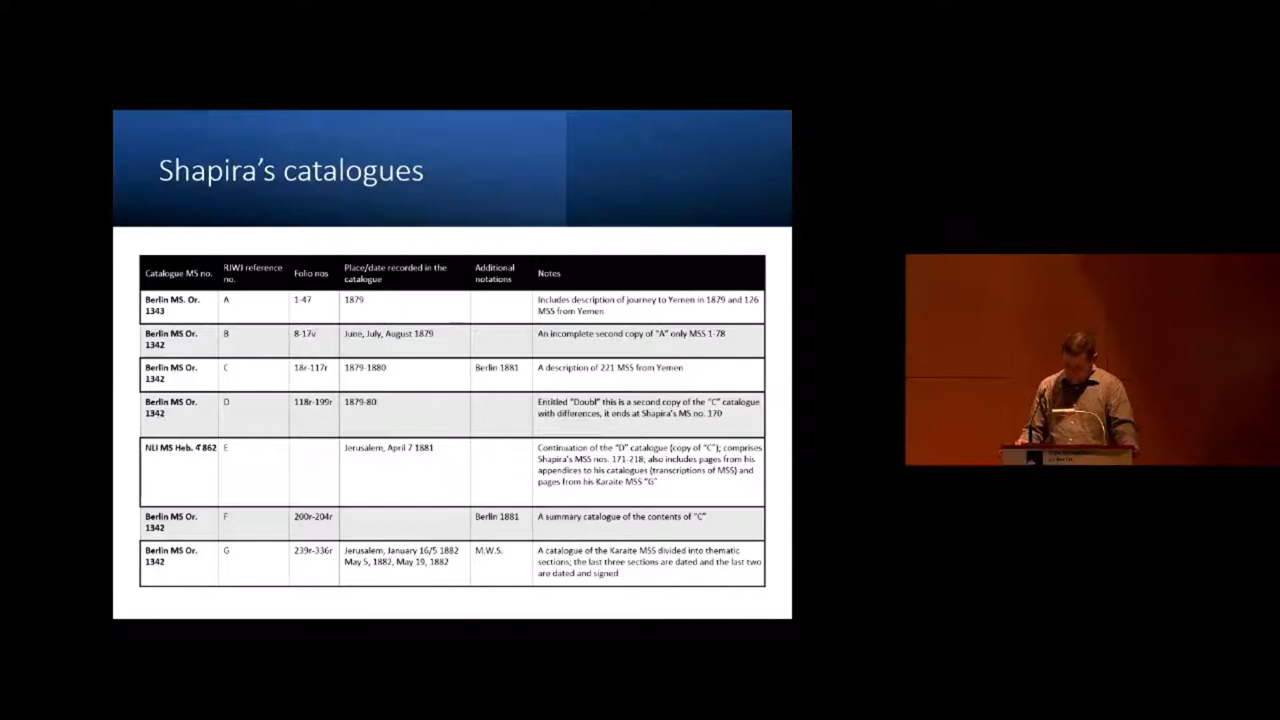 Shapira's catalogues
Catalogue MS no. RJWJ reference no. Folio nos Place/date recorded in the catalogue Additional notations Notes
Berlin MS. Or. 1343 A 1-47 1879 Includes description of journey to Yemen in 1879 and 126 MSS from Yemen
Berlin MS Or. 1342 B 8-17v June, July, August 1879 An incomplete second copy of "A" only MSS 1-78
Berlin MS Or. 1342 C 18r-117r 1879-1880 Berlin 1881 A description of 221 MSS from Yemen
Berlin MS Or. 1342 D 118r-199r 1879-80 Entitled "Doubl" this is a second copy of the "C" catalogue with differences, it ends at Shapira's MS no. 170
NLI MS Heb. 4°862 E Jerusalem, April 7 1881 Continuation of the "D" catalogue (copy of "C"); comprises Shapira's MSS nos. 171-218; also includes pages from his appendices to his catalogues (transcriptions of MSS) and pages from his Karaite MSS "G"
Berlin MS Or. 1342 F 200r-204r Berlin 1881 A summary catalogue of the contents of "C"
Berlin MS Or. 1342 G 239r-336r Jerusalem, January 16/5 1882 May 5, 1882, May 19, 1882 M.W.S. A catalogue of the Karaite MSS divided into thematic sections; the last three sections are dated and the last two are dated and signed